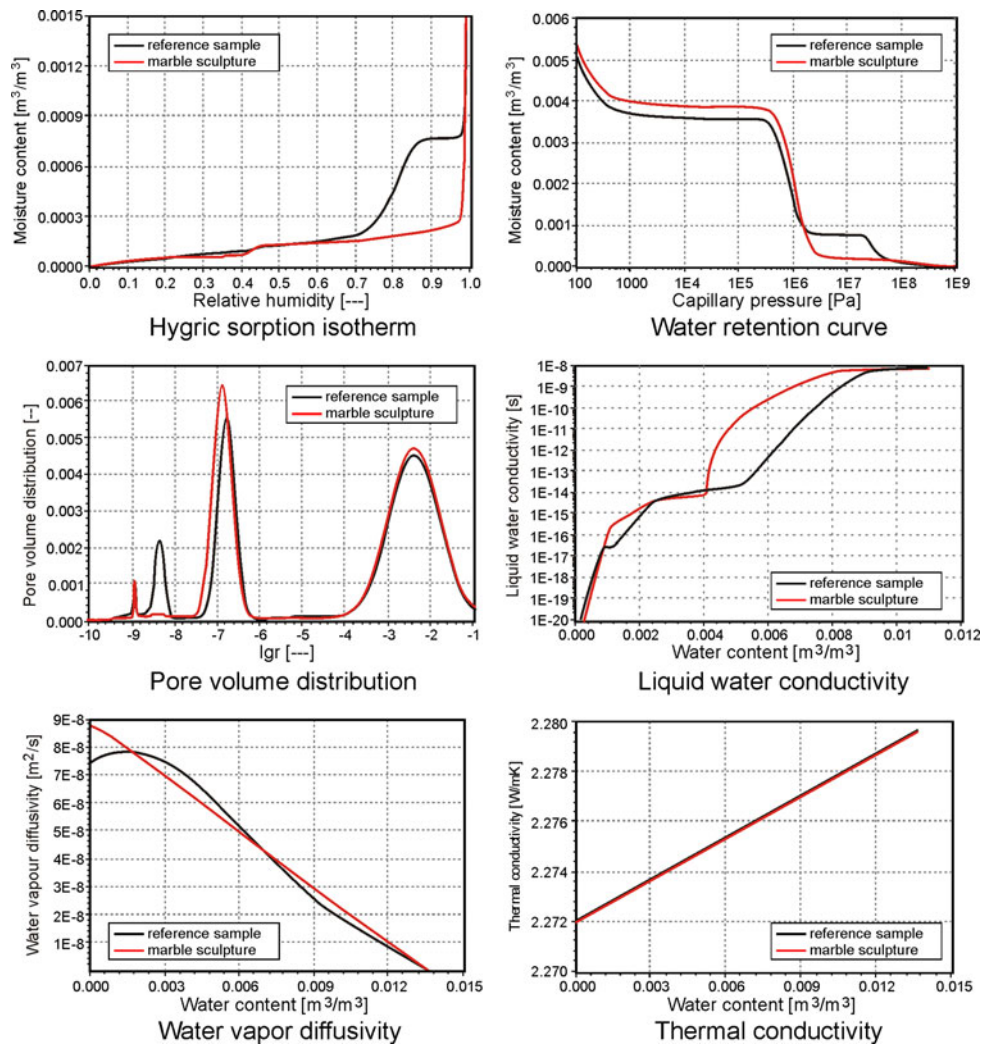 0.0015
0.0012
0.0009
0.0006
0.0003
0.0000
Moisture content [m³/m³]
reference sample
marble sculpture
0.0 0.1 0.2 0.3 0.4 0.5 0.6 0.7 0.8 0.9 1.0
Relative humidity [---]
Hygric sorption isotherm
0.006
0.005
0.004
0.003
0.002
0.001
0.000
Moisture content [m³/m³]
reference sample
marble sculpture
100 1000 1E4 1E5 1E6 1E7 1E8 1E9
Capillary pressure [Pa]
Water retention curve
0.007
0.006
0.005
0.004
0.003
0.002
0.001
0.000
Pore volume distribution [--]
reference sample
marble sculpture
-10 -9 -8 -7 -6 -5 -4 -3 -2 -1
lgr [---]
Pore volume distribution
1E-8
1E-9
1E-10
1E-11
1E-12
1E-13
1E-14
1E-15
1E-16
1E-17
1E-18
1E-19
1E-20
Liquid water conductivity [s]
reference sample
marble sculpture
0.000 0.002 0.004 0.006 0.008 0.01 0.012
Water content [m³/m³]
Liquid water conductivity
9E-8
8E-8
7E-8
6E-8
5E-8
4E-8
3E-8
2E-8
1E-8
Water vapour diffusivity [m²/s]
reference sample
marble sculpture
0.000 0.003 0.006 0.009 0.012 0.015
Water content [m³/m³]
Water vapor diffusivity
2.280
2.278
2.276
2.274
2.272
2.270
Thermal conductivity [W/mK]
reference sample
marble sculpture
0.000 0.003 0.006 0.009 0.012 0.015
Water content [m³/m³]
Thermal conductivity